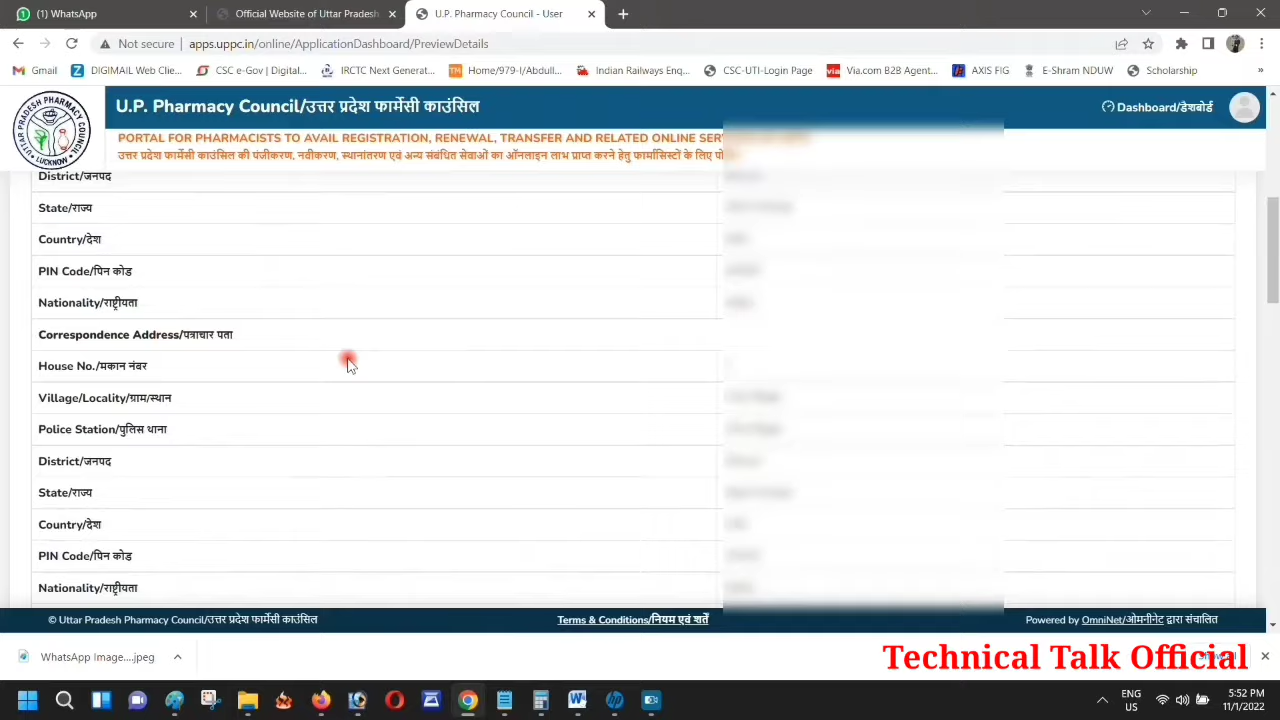 (1) WhatsApp
Official Website of Uttar Pradesh
U.P. Pharmacy Council - User
Not secure
apps.uppc.in/online/ApplicationDashboard/PreviewDetails
Gmail
DIGIMAIL Web Clie...
CSC e-Gov | Digital...
IRCTC Next Generat...
Home/979-I/Abdull...
Indian Railways Enq...
CSC-UTI-Loan Page
Via.com B2B Agent...
AXIS FIG
E-Shram NDUW
Scholarship
»
U.P. Pharmacy Council/उत्तर प्रदेश फार्मेसी काउंसिल
Dashboard/डैशबोर्ड
UTTAR PRADESH PHARMACY COUNCIL
LUCKNOW
PORTAL FOR PHARMACISTS TO AVAIL REGISTRATION, RENEWAL, TRANSFER AND RELATED ONLINE SER
उत्तर प्रदेश फार्मेसी काउंसिल की पंजीकरण, नवीकरण, स्थानांतरण एवं अन्य संबंधित सेवाओं का ऑनलाइन लाभ प्राप्त करने हेतु फार्मासिस्टों के लिए
District/जनपद
State/राज्य
Country/देश
PIN Code/पिन कोड
Nationality/राष्ट्रीयता
Correspondence Address/पत्राचार पता
House No./मकान नंबर
Village/Locality/ग्राम/स्थान
Police Station/पुलिस थाना
District/जनपद
State/राज्य
Country/देश
PIN Code/पिन कोड
Nationality/राष्ट्रीयता
© Uttar Pradesh Pharmacy Council/उत्तर प्रदेश फार्मेसी काउंसिल
Terms & Conditions/नियम एवं शर्तें
Powered by OmniNet/ओमनीनेट द्वारा संचालित
WhatsApp Image....jpeg
Technical Talk Official
ENG
US
5:52 PM
11/1/2022